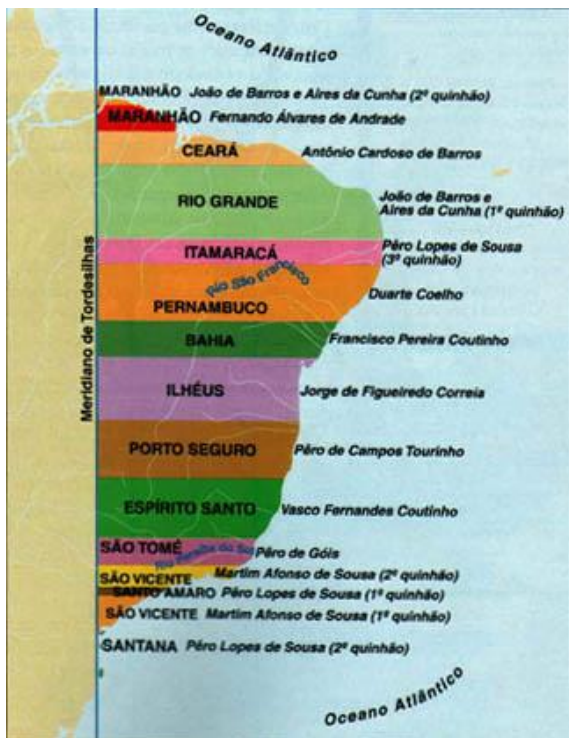 Oceano Atlântico
MARANHÃO João de Barros e Aires da Cunha (2º quinhão)
MARANHÃO Fernando Álvares de Andrade
CEARÁ Antônio Cardoso de Barros
RIO GRANDE João de Barros e
Aires da Cunha (1º quinhão)
ITAMARACÁ Pêro Lopes de Sousa
(3º quinhão)
Rio São Francisco
Duarte Coelho
PERNAMBUCO
Meridiano de Tordesilhas
BAHIA Francisco Pereira Coutinho
ILHÉUS Jorge de Figueiredo Correia
PORTO SEGURO Pêro de Campos Tourinho
ESPÍRITO SANTO Vasco Fernandes Coutinho
SÃO TOMÉ Pêro de Góis
Rio Paraíba do Sul
SÃO VICENTE Martim Afonso de Sousa (2º quinhão)
SANTO AMARO Pêro Lopes de Sousa (1º quinhão)
SÃO VICENTE Martim Afonso de Sousa (1º quinhão)
SANTANA Pêro Lopes de Sousa (2º quinhão)
Oceano Atlântico